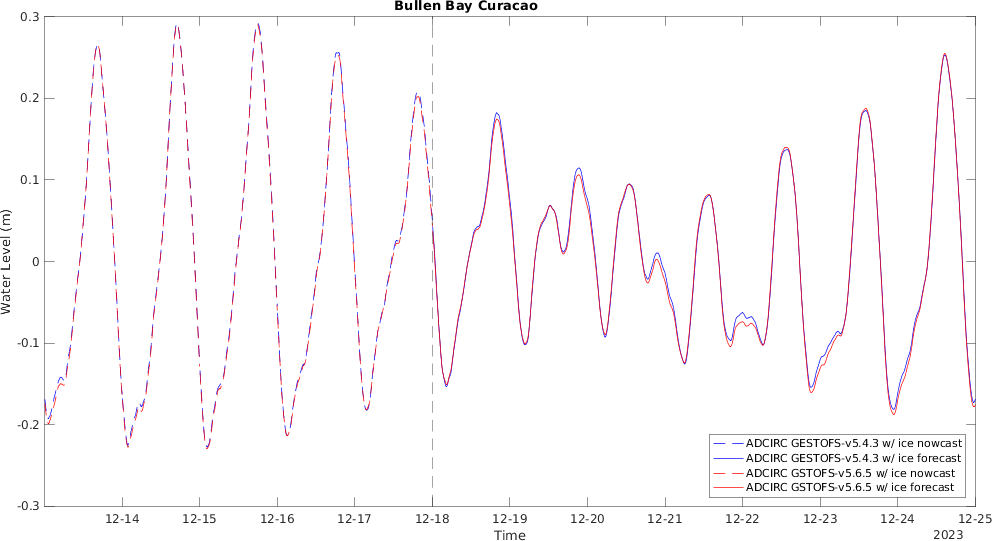 Bullen Bay Curacao
0.3
0.2
0.1
0
-0.1
-0.2
-0.3
Water Level (m)
12-14 12-15 12-16 12-17 12-18 12-19 12-20 12-21 12-22 12-23 12-24 12-25
Time
2023
ADCIRC GESTOFS-v5.4.3 w/ ice nowcast
ADCIRC GESTOFS-v5.4.3 w/ ice forecast
ADCIRC GSTOFS-v5.6.5 w/ ice nowcast
ADCIRC GSTOFS-v5.6.5 w/ ice forecast